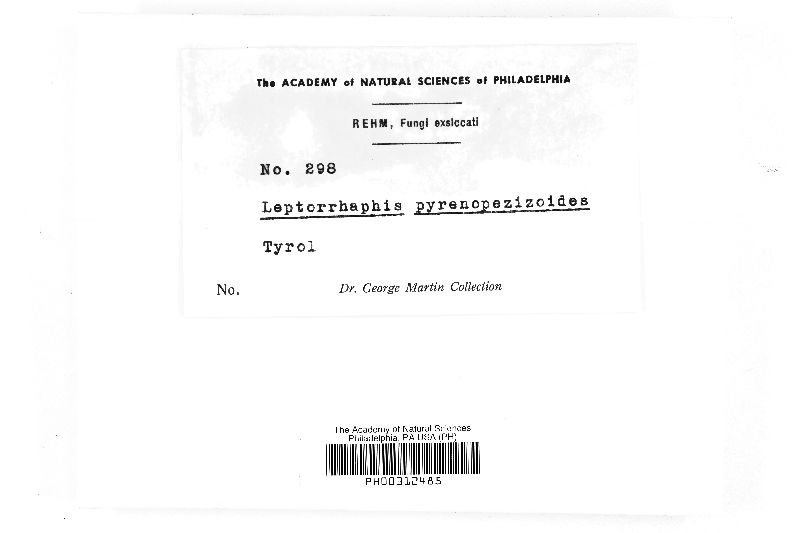 The ACADEMY of NATURAL SCIENCES of PHILADELPHIA
REHM, Fungi exsiccati
No. 298
Leptorrhaphis pyrenopezizoides
Tyrol
No. Dr. George Martin Collection
The Academy of Natural Sciences
Philadelphia, PA USA (PH)
PH00312485